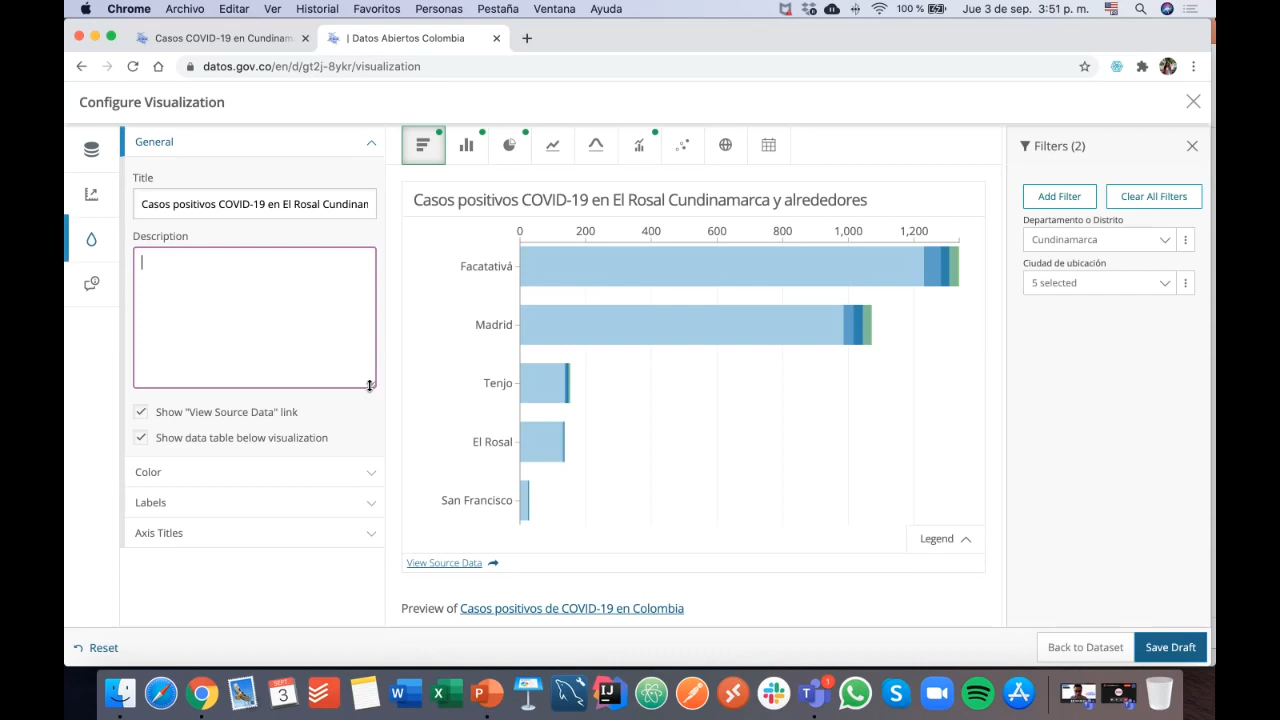 Chrome Archivo Editar Ver Historial Favoritos Personas Pestaña Ventana Ayuda 100 % Jue 3 de sep. 3:51 p. m.
Casos COVID-19 en Cundinam
| Datos Abiertos Colombia
datos.gov.co/en/d/gt2j-8ykr/visualization
Configure Visualization
General
Title
Casos positivos COVID-19 en El Rosal Cundinam
Description
Show "View Source Data" link
Show data table below visualization
Color
Labels
Axis Titles
Casos positivos COVID-19 en El Rosal Cundinamarca y alrededores
0 200 400 600 800 1,000 1,200
Facatativá
Madrid
Tenjo
El Rosal
San Francisco
Legend
View Source Data
Preview of Casos positivos de COVID-19 en Colombia
Filters (2)
Add Filter Clear All Filters
Departamento o Distrito
Cundinamarca
Ciudad de ubicación
5 selected
Reset
Back to Dataset Save Draft
SEPT.
3
W
X
P
IJ
S
1